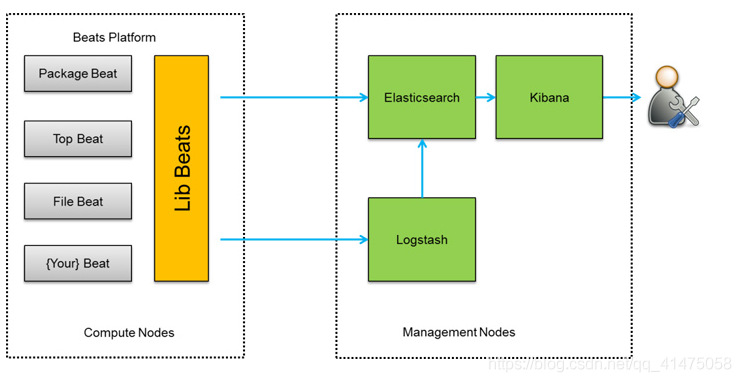 Beats Platform
Package Beat
Top Beat
File Beat
{Your} Beat
Lib Beats
Compute Nodes
Elasticsearch
Kibana
Logstash
Management Nodes
https://blog.csdn.net/qq_41475058